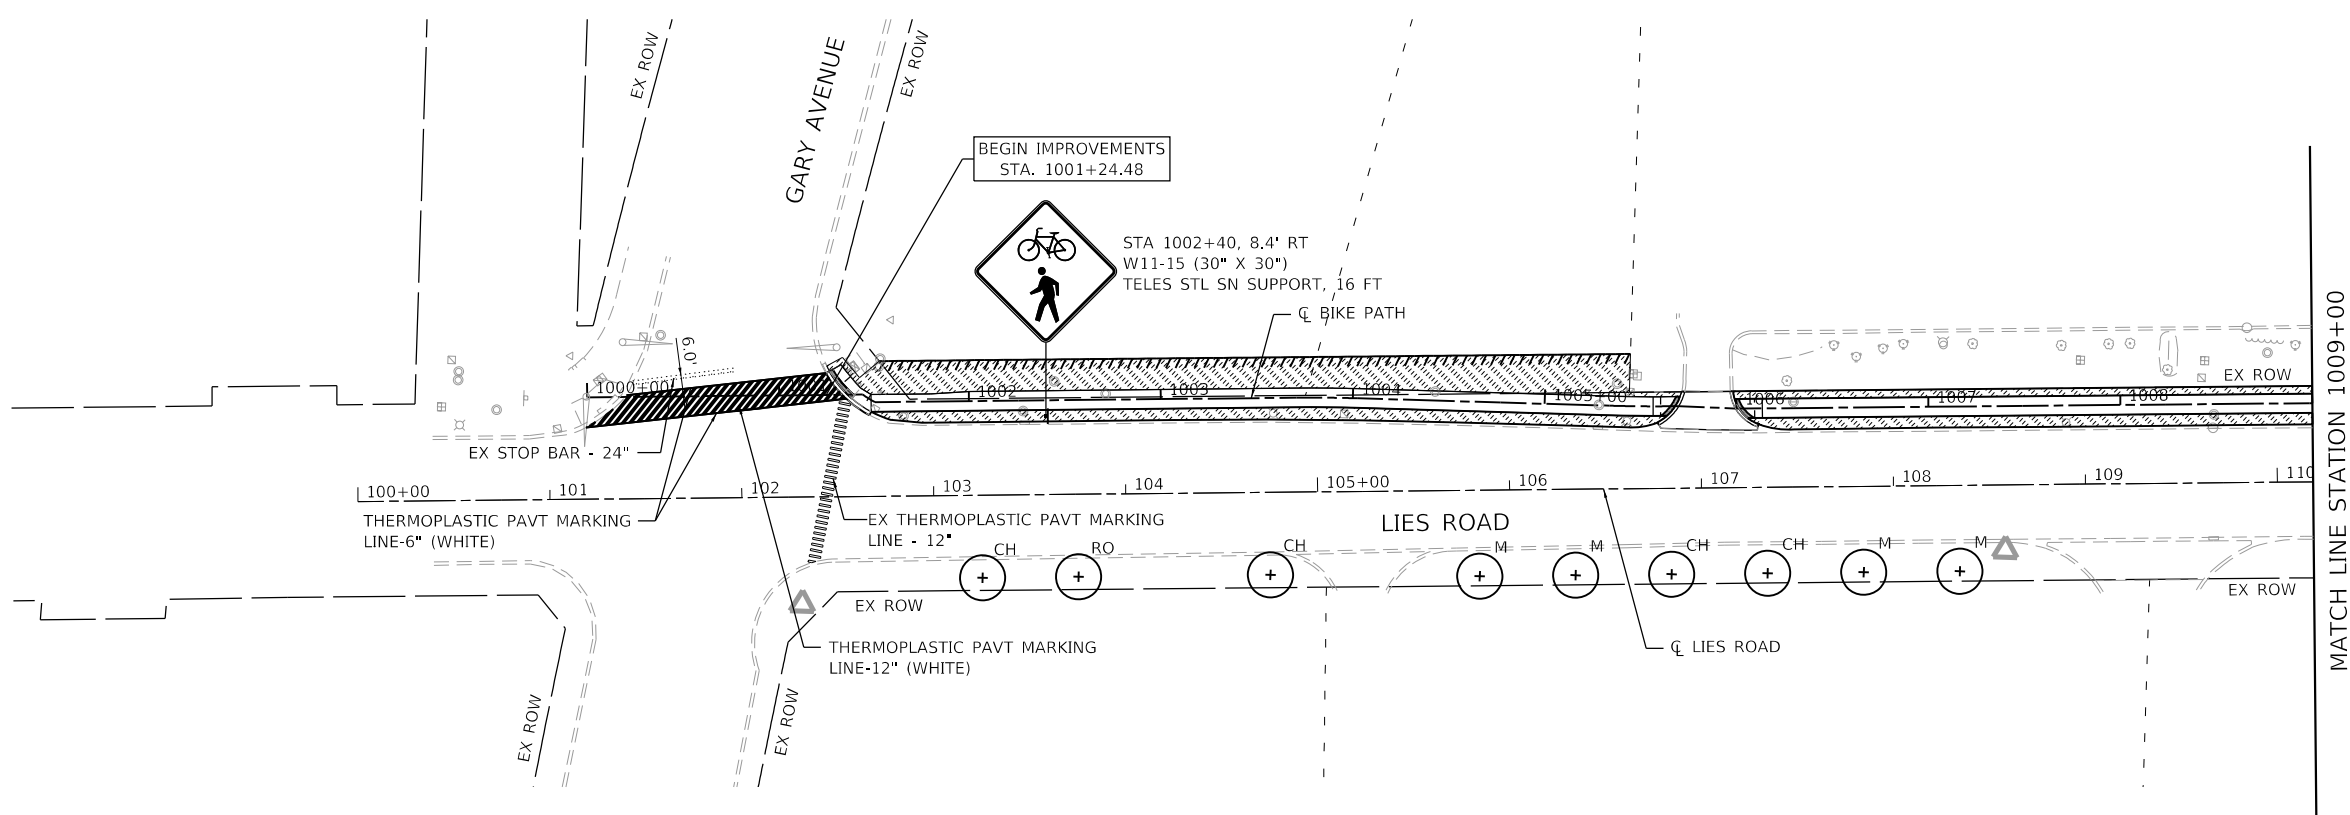 EX ROW
GARY AVENUE
EX ROW
BEGIN IMPROVEMENTS
STA. 1001+24.48
STA 1002+40, 8.4' RT
W11-15 (30" X 30")
TELES STL SN SUPPORT, 16 FT
℄ BIKE PATH
6.0'
1000+00
1002
1003
1004
1005+00
1006
1007
1008
EX ROW
MATCH LINE STATION 1009+00
EX STOP BAR - 24"
100+00
101
102
103
104
105+00
106
107
108
109
110
THERMOPLASTIC PAVT MARKING
LINE-6" (WHITE)
EX THERMOPLASTIC PAVT MARKING
LINE - 12"
LIES ROAD
CH
RO
CH
M
M
CH
CH
M
M
EX ROW
EX ROW
THERMOPLASTIC PAVT MARKING
LINE-12" (WHITE)
℄ LIES ROAD
EX ROW
EX ROW